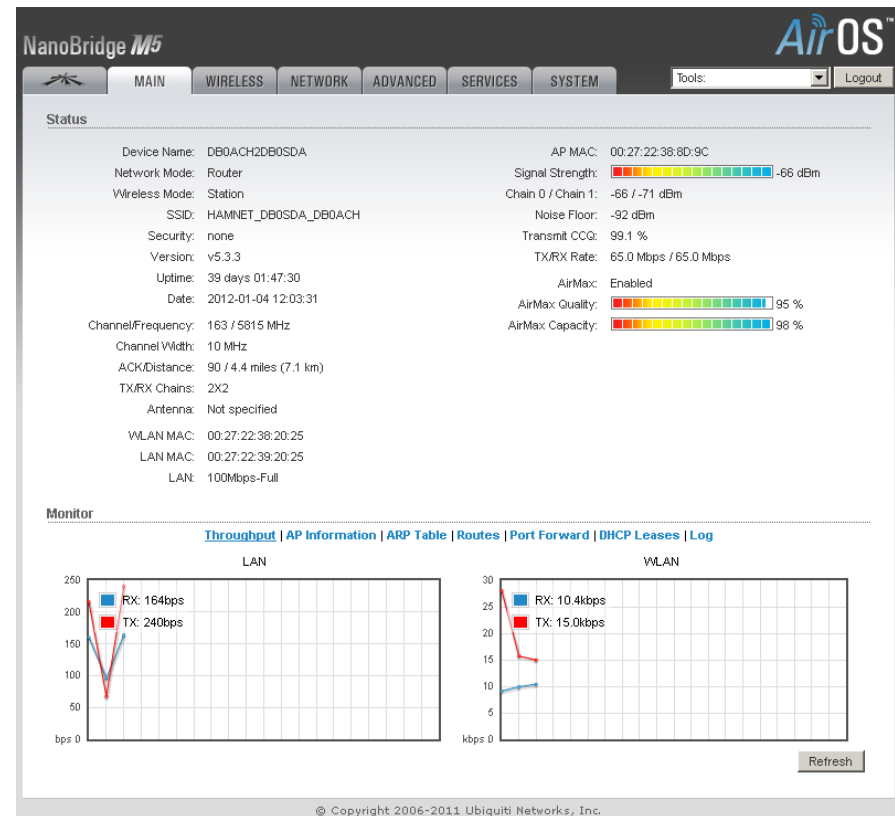 NanoBridge M5
AirOS™
MAIN WIRELESS NETWORK ADVANCED SERVICES SYSTEM Tools: Logout
Status
Device Name: DB0ACH2DB0SDA
Network Mode: Router
Wireless Mode: Station
SSID: HAMNET_DB0SDA_DB0ACH
Security: none
Version: v5.3.3
Uptime: 39 days 01:47:30
Date: 2012-01-04 12:03:31
Channel/Frequency: 163 / 5815 MHz
Channel Width: 10 MHz
ACK/Distance: 90 / 4.4 miles (7.1 km)
TX/RX Chains: 2X2
Antenna: Not specified
WLAN MAC: 00:27:22:38:20:25
LAN MAC: 00:27:22:39:20:25
LAN: 100Mbps-Full
AP MAC: 00:27:22:38:8D:9C
Signal Strength: -66 dBm
Chain 0 / Chain 1: -66 / -71 dBm
Noise Floor: -92 dBm
Transmit CCQ: 99.1 %
TX/RX Rate: 65.0 Mbps / 65.0 Mbps
AirMax: Enabled
AirMax Quality: 95 %
AirMax Capacity: 98 %
Monitor
Throughput | AP Information | ARP Table | Routes | Port Forward | DHCP Leases | Log
LAN
250
200
150
100
50
bps 0
RX: 164bps
TX: 240bps
WLAN
30
25
20
15
10
5
kbps 0
RX: 10.4kbps
TX: 15.0kbps
Refresh
© Copyright 2006-2011 Ubiquiti Networks, Inc.